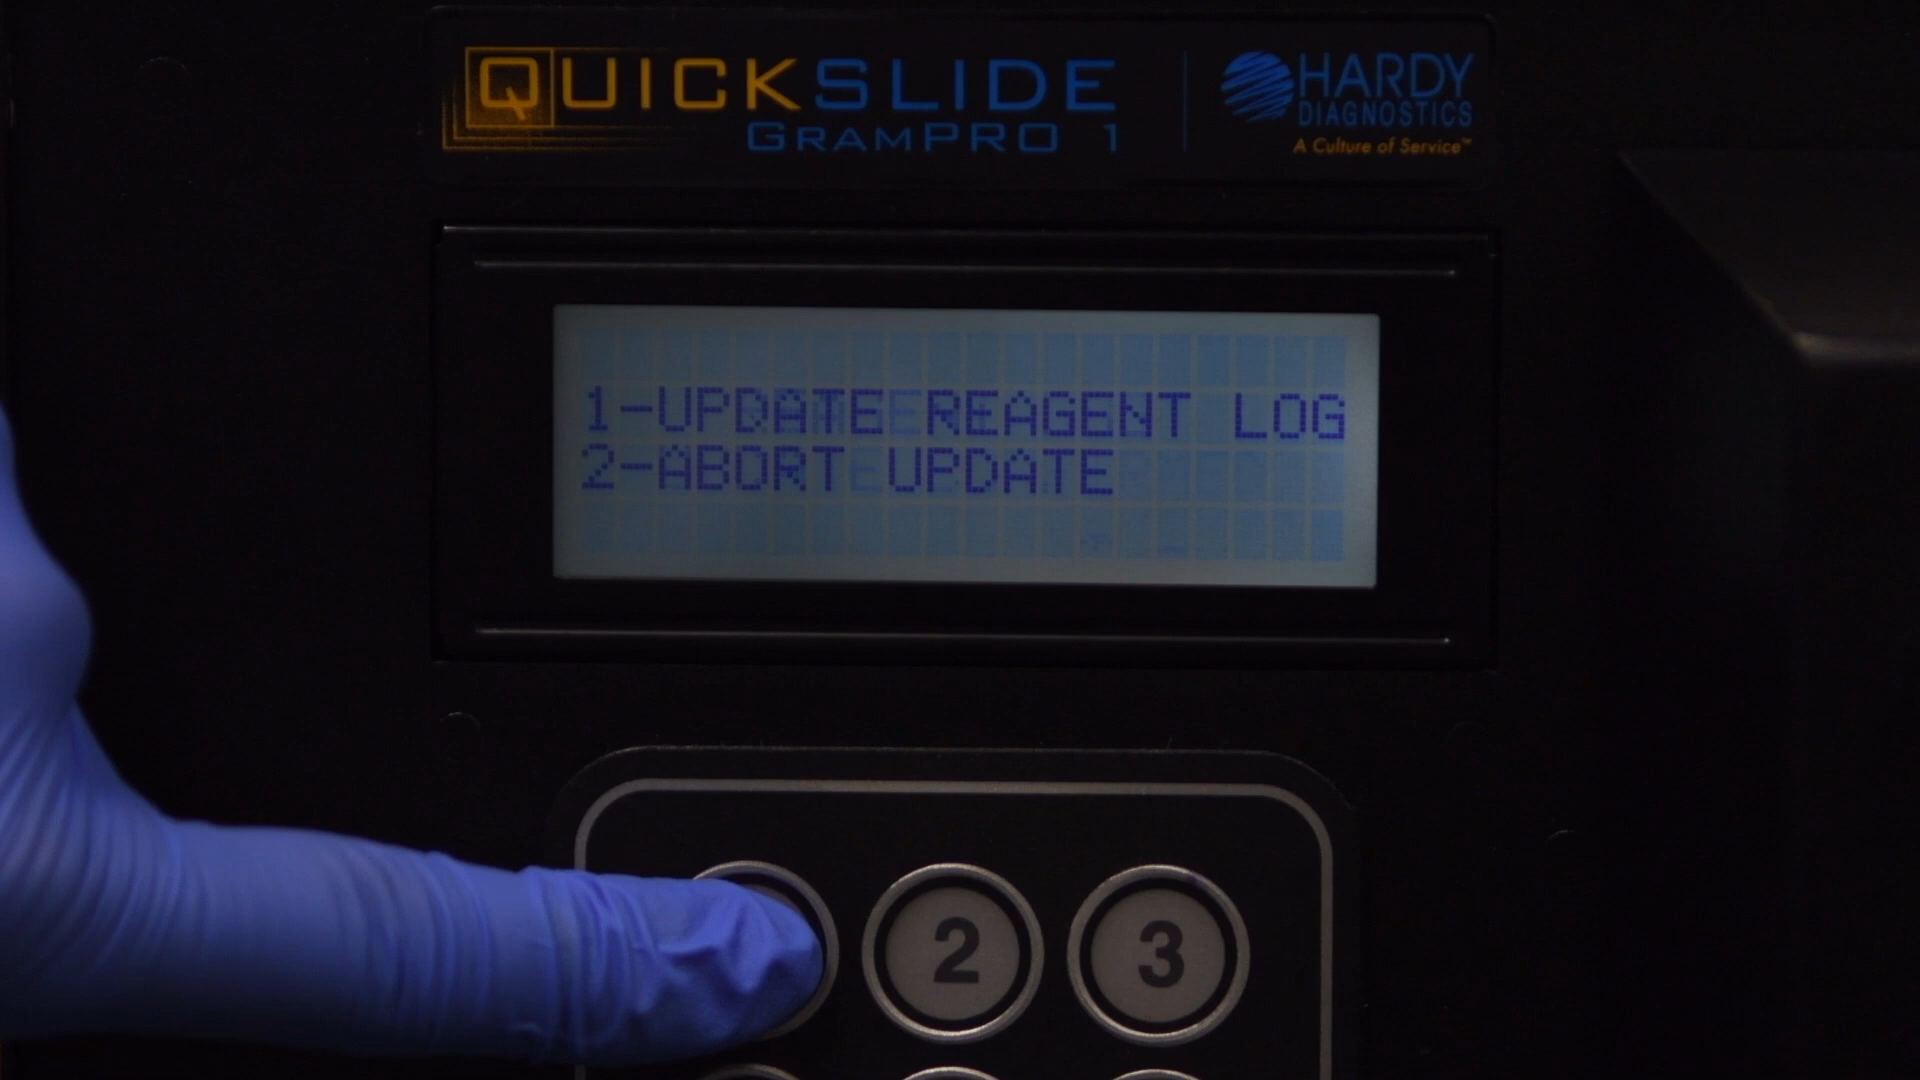 QUICKSLIDE
GRAMPRO 1
HARDY
DIAGNOSTICS
A Culture of Service™
1-UPDATE REAGENT LOG
2-ABORT UPDATE
2
3